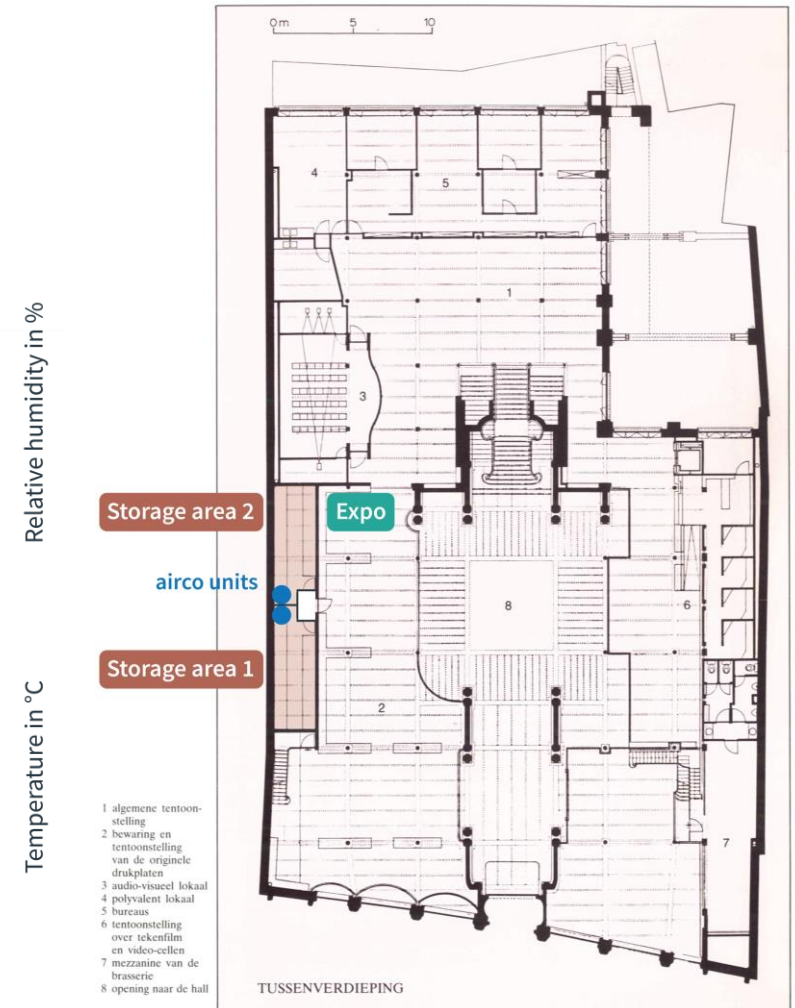 0 m 5 10
4
5
1
3
Relative humidity in %
Storage area 2
Expo
airco units
8
6
Storage area 1
2
Temperature in °C
7
1 algemene tentoon-
stelling
2 bewaring en
tentoonstelling
van de originele
drukplaten
3 audio-visueel lokaal
4 polyvalent lokaal
5 bureaus
6 tentoonstelling
over tekenfilm
en video-cellen
7 mezzanine van de
brasserie
8 opening naar de hall
TUSSENVERDIEPING